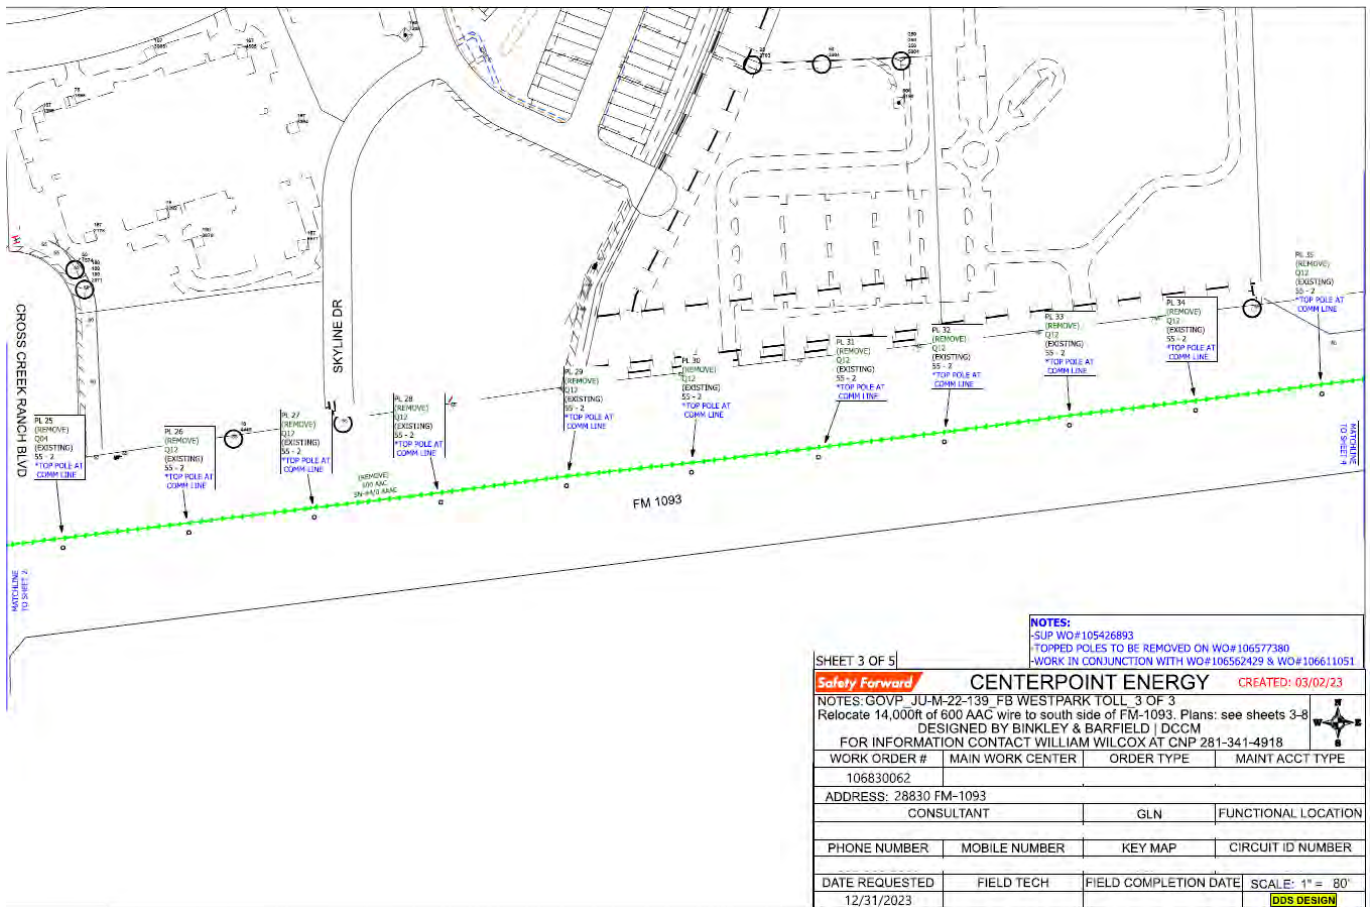 CROSS CREEK RANCH BLVD
SKYLINE DR
PL 25
(REMOVE)
Q04
(EXISTING)
55 - 2
*TOP POLE AT
COMM LINE
PL 26
(REMOVE)
Q12
(EXISTING)
55 - 2
*TOP POLE AT
COMM LINE
PL 27
(REMOVE)
Q12
(EXISTING)
55 - 2
*TOP POLE AT
COMM LINE
PL 28
(REMOVE)
Q12
(EXISTING)
55 - 2
*TOP POLE AT
COMM LINE
PL 29
(REMOVE)
Q12
(EXISTING)
55 - 2
*TOP POLE AT
COMM LINE
PL 30
(REMOVE)
Q12
(EXISTING)
55 - 2
*TOP POLE AT
COMM LINE
PL 31
(REMOVE)
Q12
(EXISTING)
55 - 2
*TOP POLE AT
COMM LINE
PL 32
(REMOVE)
Q12
(EXISTING)
55 - 2
*TOP POLE AT
COMM LINE
PL 33
(REMOVE)
Q12
(EXISTING)
55 - 2
*TOP POLE AT
COMM LINE
PL 34
(REMOVE)
Q12
(EXISTING)
55 - 2
*TOP POLE AT
COMM LINE
PL 35
(REMOVE)
Q12
(EXISTING)
55 - 2
*TOP POLE AT
COMM LINE
(REMOVE)
600 AAC
SN-#4/0 AAAC
FM 1093
MATCHLINE
TO SHEET 2
MATCHLINE
TO SHEET 4
NOTES:
-SUP WO#105426893
-TOPPED POLES TO BE REMOVED ON WO#106577380
-WORK IN CONJUNCTION WITH WO#106562429 & WO#106611051
SHEET 3 OF 5
Safety Forward
CENTERPOINT ENERGY
CREATED: 03/02/23
NOTES: GOVP_JU-M-22-139_FB WESTPARK TOLL_3 OF 3
Relocate 14,000ft of 600 AAC wire to south side of FM-1093. Plans: see sheets 3-8
DESIGNED BY BINKLEY & BARFIELD | DCCM
FOR INFORMATION CONTACT WILLIAM WILCOX AT CNP 281-341-4918
N
W E
S
WORK ORDER # MAIN WORK CENTER ORDER TYPE MAINT ACCT TYPE
106830062
ADDRESS: 28830 FM-1093
CONSULTANT GLN FUNCTIONAL LOCATION
PHONE NUMBER MOBILE NUMBER KEY MAP CIRCUIT ID NUMBER
DATE REQUESTED FIELD TECH FIELD COMPLETION DATE SCALE: 1" = 80'
12/31/2023
DDS DESIGN